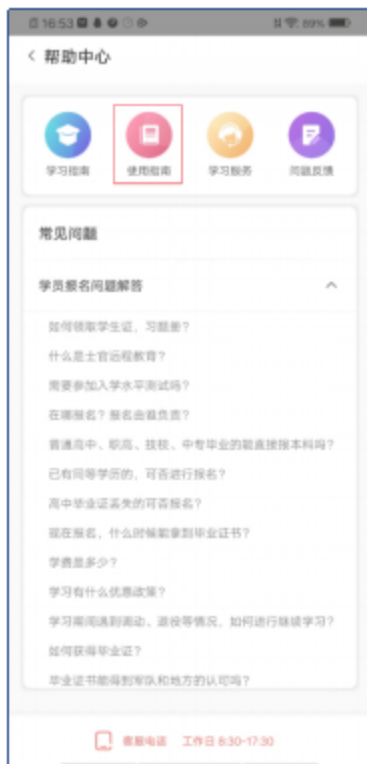 16:53
69%
帮助中心
学习指南 使用指南 学习服务 问题反馈
常见问题
学员报名问题解答
如何领取学生证，习题册？
什么是士官远程教育？
需要参加入学水平测试吗？
在哪报名？报名由谁负责？
普通高中、职高、技校、中专毕业的能直接报本科吗？
已有同等学历的，可否进行报名？
高中毕业证丢失的可否报名？
现在报名，什么时候能拿到毕业证书？
学费是多少？
学习有什么优惠政策？
学习期间遇到调动、退役等情况，如何进行继续学习？
如何获得毕业证？
毕业证书能得到军队和地方的认可吗？
客服电话 工作日 8:30-17:30